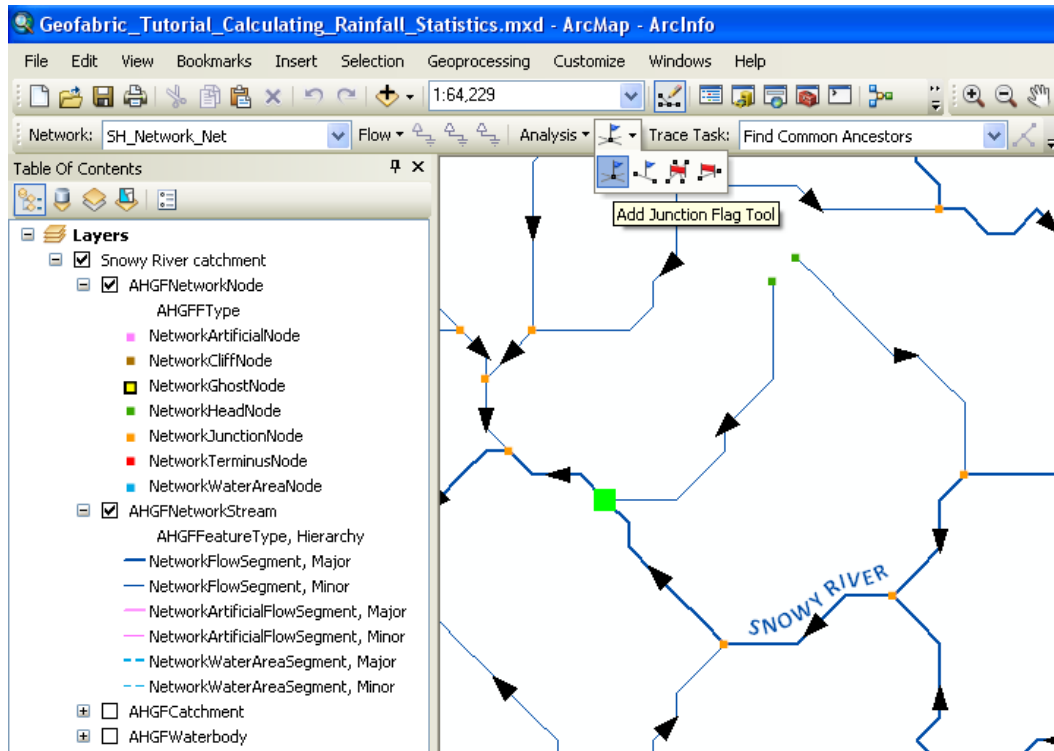 Geofabric_Tutorial_Calculating_Rainfall_Statistics.mxd - ArcMap - ArcInfo
File Edit View Bookmarks Insert Selection Geoprocessing Customize Windows Help
1:64,229
Network: SH_Network_Net Flow Analysis Trace Task: Find Common Ancestors
Table Of Contents
Add Junction Flag Tool
Layers
Snowy River catchment
AHGFNetworkNode
AHGFFType
NetworkArtificialNode
NetworkCliffNode
NetworkGhostNode
NetworkHeadNode
NetworkJunctionNode
NetworkTerminusNode
NetworkWaterAreaNode
AHGFNetworkStream
AHGFFeatureType, Hierarchy
NetworkFlowSegment, Major
NetworkFlowSegment, Minor
NetworkArtificialFlowSegment, Major
NetworkArtificialFlowSegment, Minor
NetworkWaterAreaSegment, Major
NetworkWaterAreaSegment, Minor
AHGFCatchment
AHGFWaterbody
SNOWY RIVER